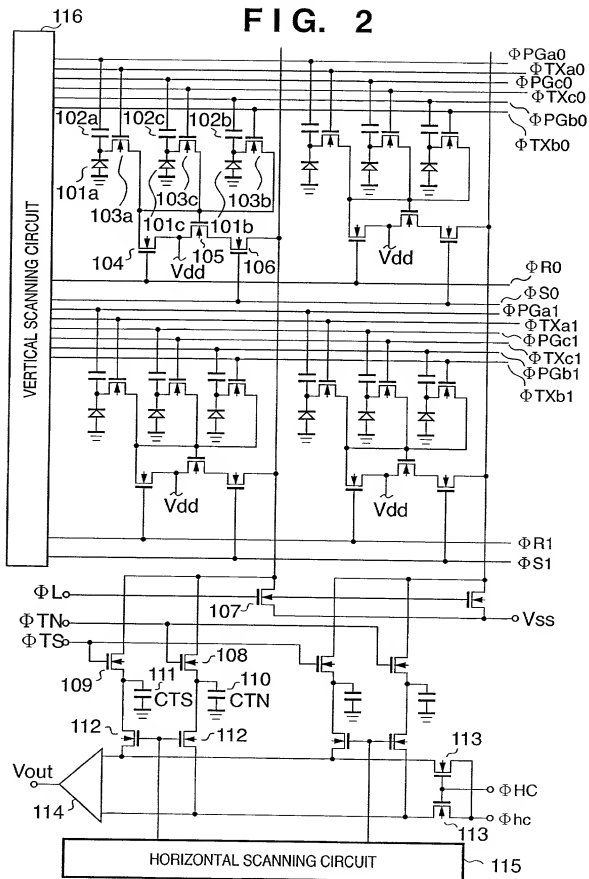 FIG. 2
116
ΦPGa0
ΦTXa0
ΦPGc0
ΦTXc0
ΦPGb0
ΦTXb0
102a
102c
102b
101a
103a
101c
103c
101b
103b
104
Vdd
105
106
Vdd
ΦR0
ΦS0
VERTICAL SCANNING CIRCUIT
ΦPGa1
ΦTXa1
ΦPGc1
ΦTXc1
ΦPGb1
ΦTXb1
Vdd
Vdd
ΦR1
ΦS1
ΦL
107
Vss
ΦTN
ΦTS
108
109
111
CTS
110
CTN
112
112
113
Vout
114
ΦHC
Φhc
113
HORIZONTAL SCANNING CIRCUIT
115